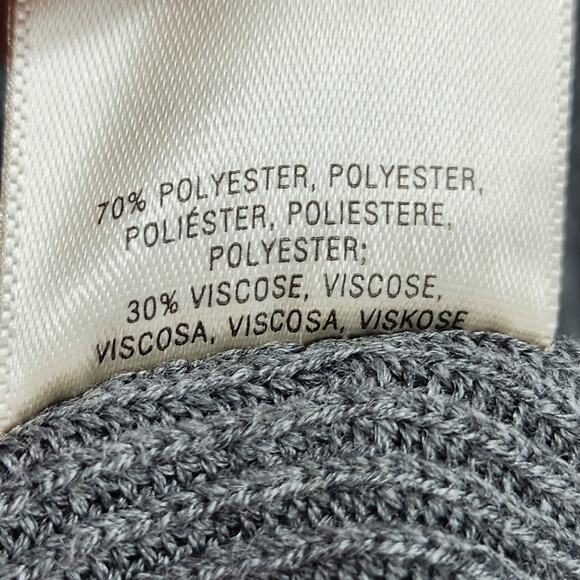 70% POLYESTER, POLYESTER,
POLIÉSTER, POLIESTERE,
POLYESTER;
30% VISCOSE, VISCOSE,
VISCOSA, VISCOSA, VISKOSE